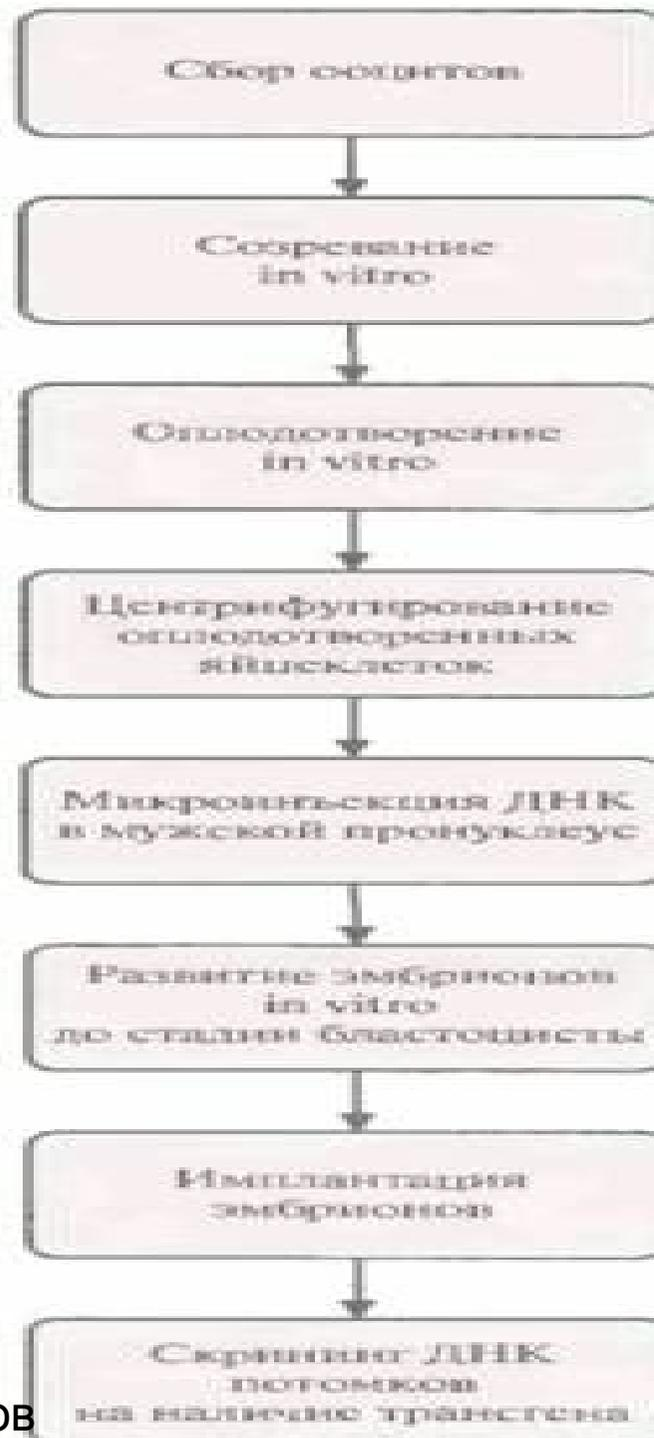 Сбор ооцитов
Созревание
in vitro
Оплодотворение
in vitro
Центрифугирование
оплодотворенных
яйцеклеток
Микроинъекция ДНК
в мужской пронуклеус
Развитие эмбрионов
in vitro
до стадии бластоцисты
Имплантация
эмбрионов
Скрининг ДНК
потомков
на наличие трансгена
ов